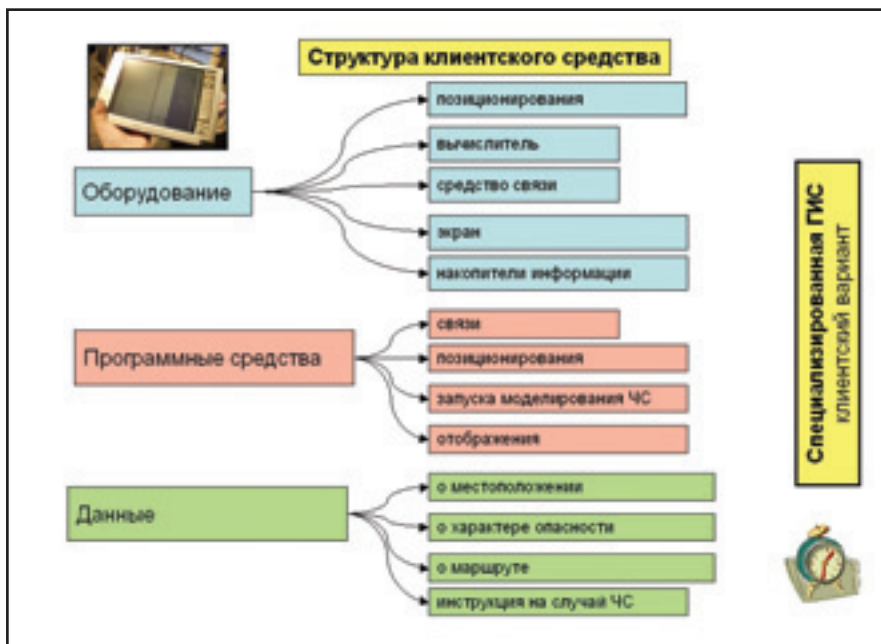 Структура клиентского средства
Оборудование
позиционирования
вычислитель
средство связи
экран
накопители информации
Программные средства
связи
позиционирования
запуска моделирования ЧС
отображения
Данные
о местоположении
о характере опасности
о маршруте
инструкция на случай ЧС
Специализированная ГИС
клиентский вариант